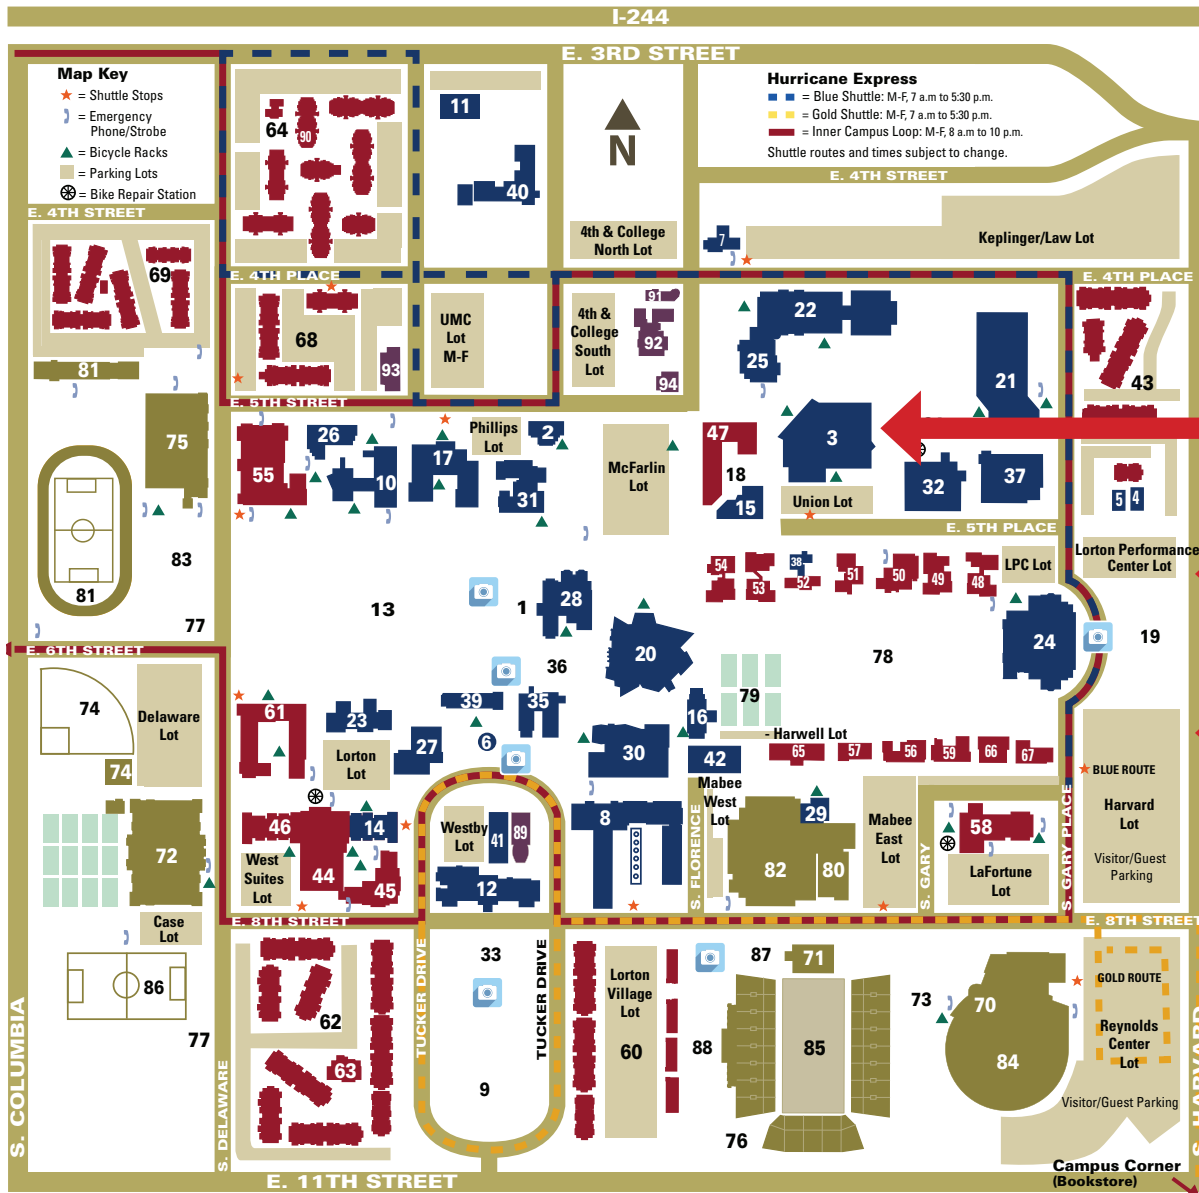 I-244
E. 3RD STREET
Map Key
= Shuttle Stops
= Emergency
Phone/Strobe
= Bicycle Racks
= Parking Lots
= Bike Repair Station
E. 4TH STREET
64
90
11
40
N
Hurricane Express
= Blue Shuttle: M-F, 7 a.m to 5:30 p.m.
= Gold Shuttle: M-F, 7 a.m to 5:30 p.m.
= Inner Campus Loop: M-F, 8 a.m to 10 p.m.
Shuttle routes and times subject to change.
E. 4TH STREET
4th & College
North Lot
7
Keplinger/Law Lot
69
E. 4TH PLACE
E. 4TH PLACE
68
93
UMC
Lot
M-F
4th &
College
South
Lot
91
92
94
22
25
21
43
81
E. 5TH STREET
75
55
26
10
17
Phillips
Lot
2
31
McFarlin
Lot
47
18
15
3
Union Lot
32
37
5
4
E. 5TH PLACE
83
81
77
13
1
28
54
53
38
52
51
50
49
48
LPC Lot
Lorton Performance
Center Lot
E. 6TH STREET
36
20
78
24
19
74
Delaware
Lot
74
61
23
Lorton
Lot
27
39
6
35
30
16
79
- Harwell Lot
42
65
57
56
59
66
67
BLUE ROUTE
Harvard
Lot
Visitor/Guest
Parking
72
Case
Lot
46
14
West
Suites
Lot
44
45
Westby
Lot
41
89
12
8
Mabee
West
Lot
S. FLORENCE
29
82
80
Mabee
East
Lot
S. GARY
58
LaFortune
Lot
S. GARY PLACE
E. 8TH STREET
E. 8TH STREET
86
77
S. COLUMBIA
S. DELAWARE
62
63
TUCKER DRIVE
33
9
TUCKER DRIVE
Lorton
Village
Lot
60
87
71
88
85
76
73
70
84
GOLD ROUTE
Reynolds
Center
Lot
Visitor/Guest Parking
S. HARVARD
Campus Corner
(Bookstore)
E. 11TH STREET